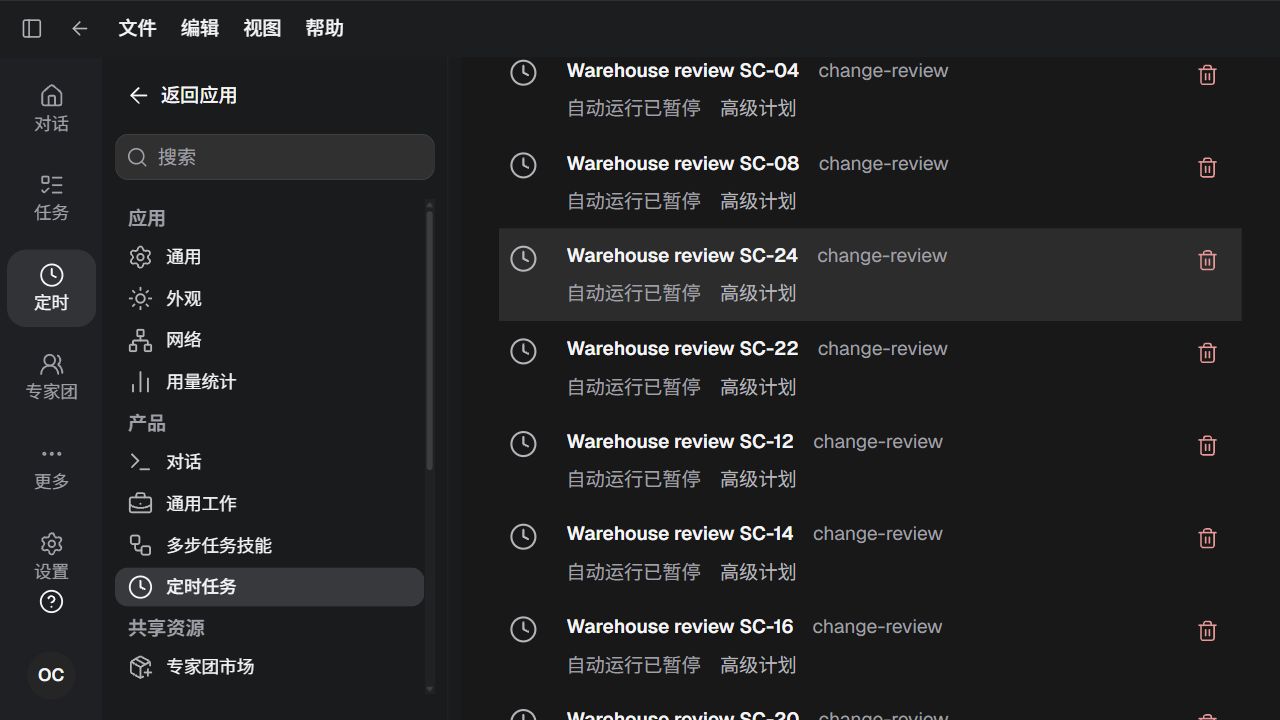 文件 编辑 视图 帮助
对话
任务
定时
专家团
更多
设置
OC
返回应用
搜索
应用
通用
外观
网络
用量统计
产品
对话
通用工作
多步任务技能
定时任务
共享资源
专家团市场
Warehouse review SC-04 change-review
自动运行已暂停 高级计划
Warehouse review SC-08 change-review
自动运行已暂停 高级计划
Warehouse review SC-24 change-review
自动运行已暂停 高级计划
Warehouse review SC-22 change-review
自动运行已暂停 高级计划
Warehouse review SC-12 change-review
自动运行已暂停 高级计划
Warehouse review SC-14 change-review
自动运行已暂停 高级计划
Warehouse review SC-16 change-review
自动运行已暂停 高级计划
Warehouse review SC-20 change-review